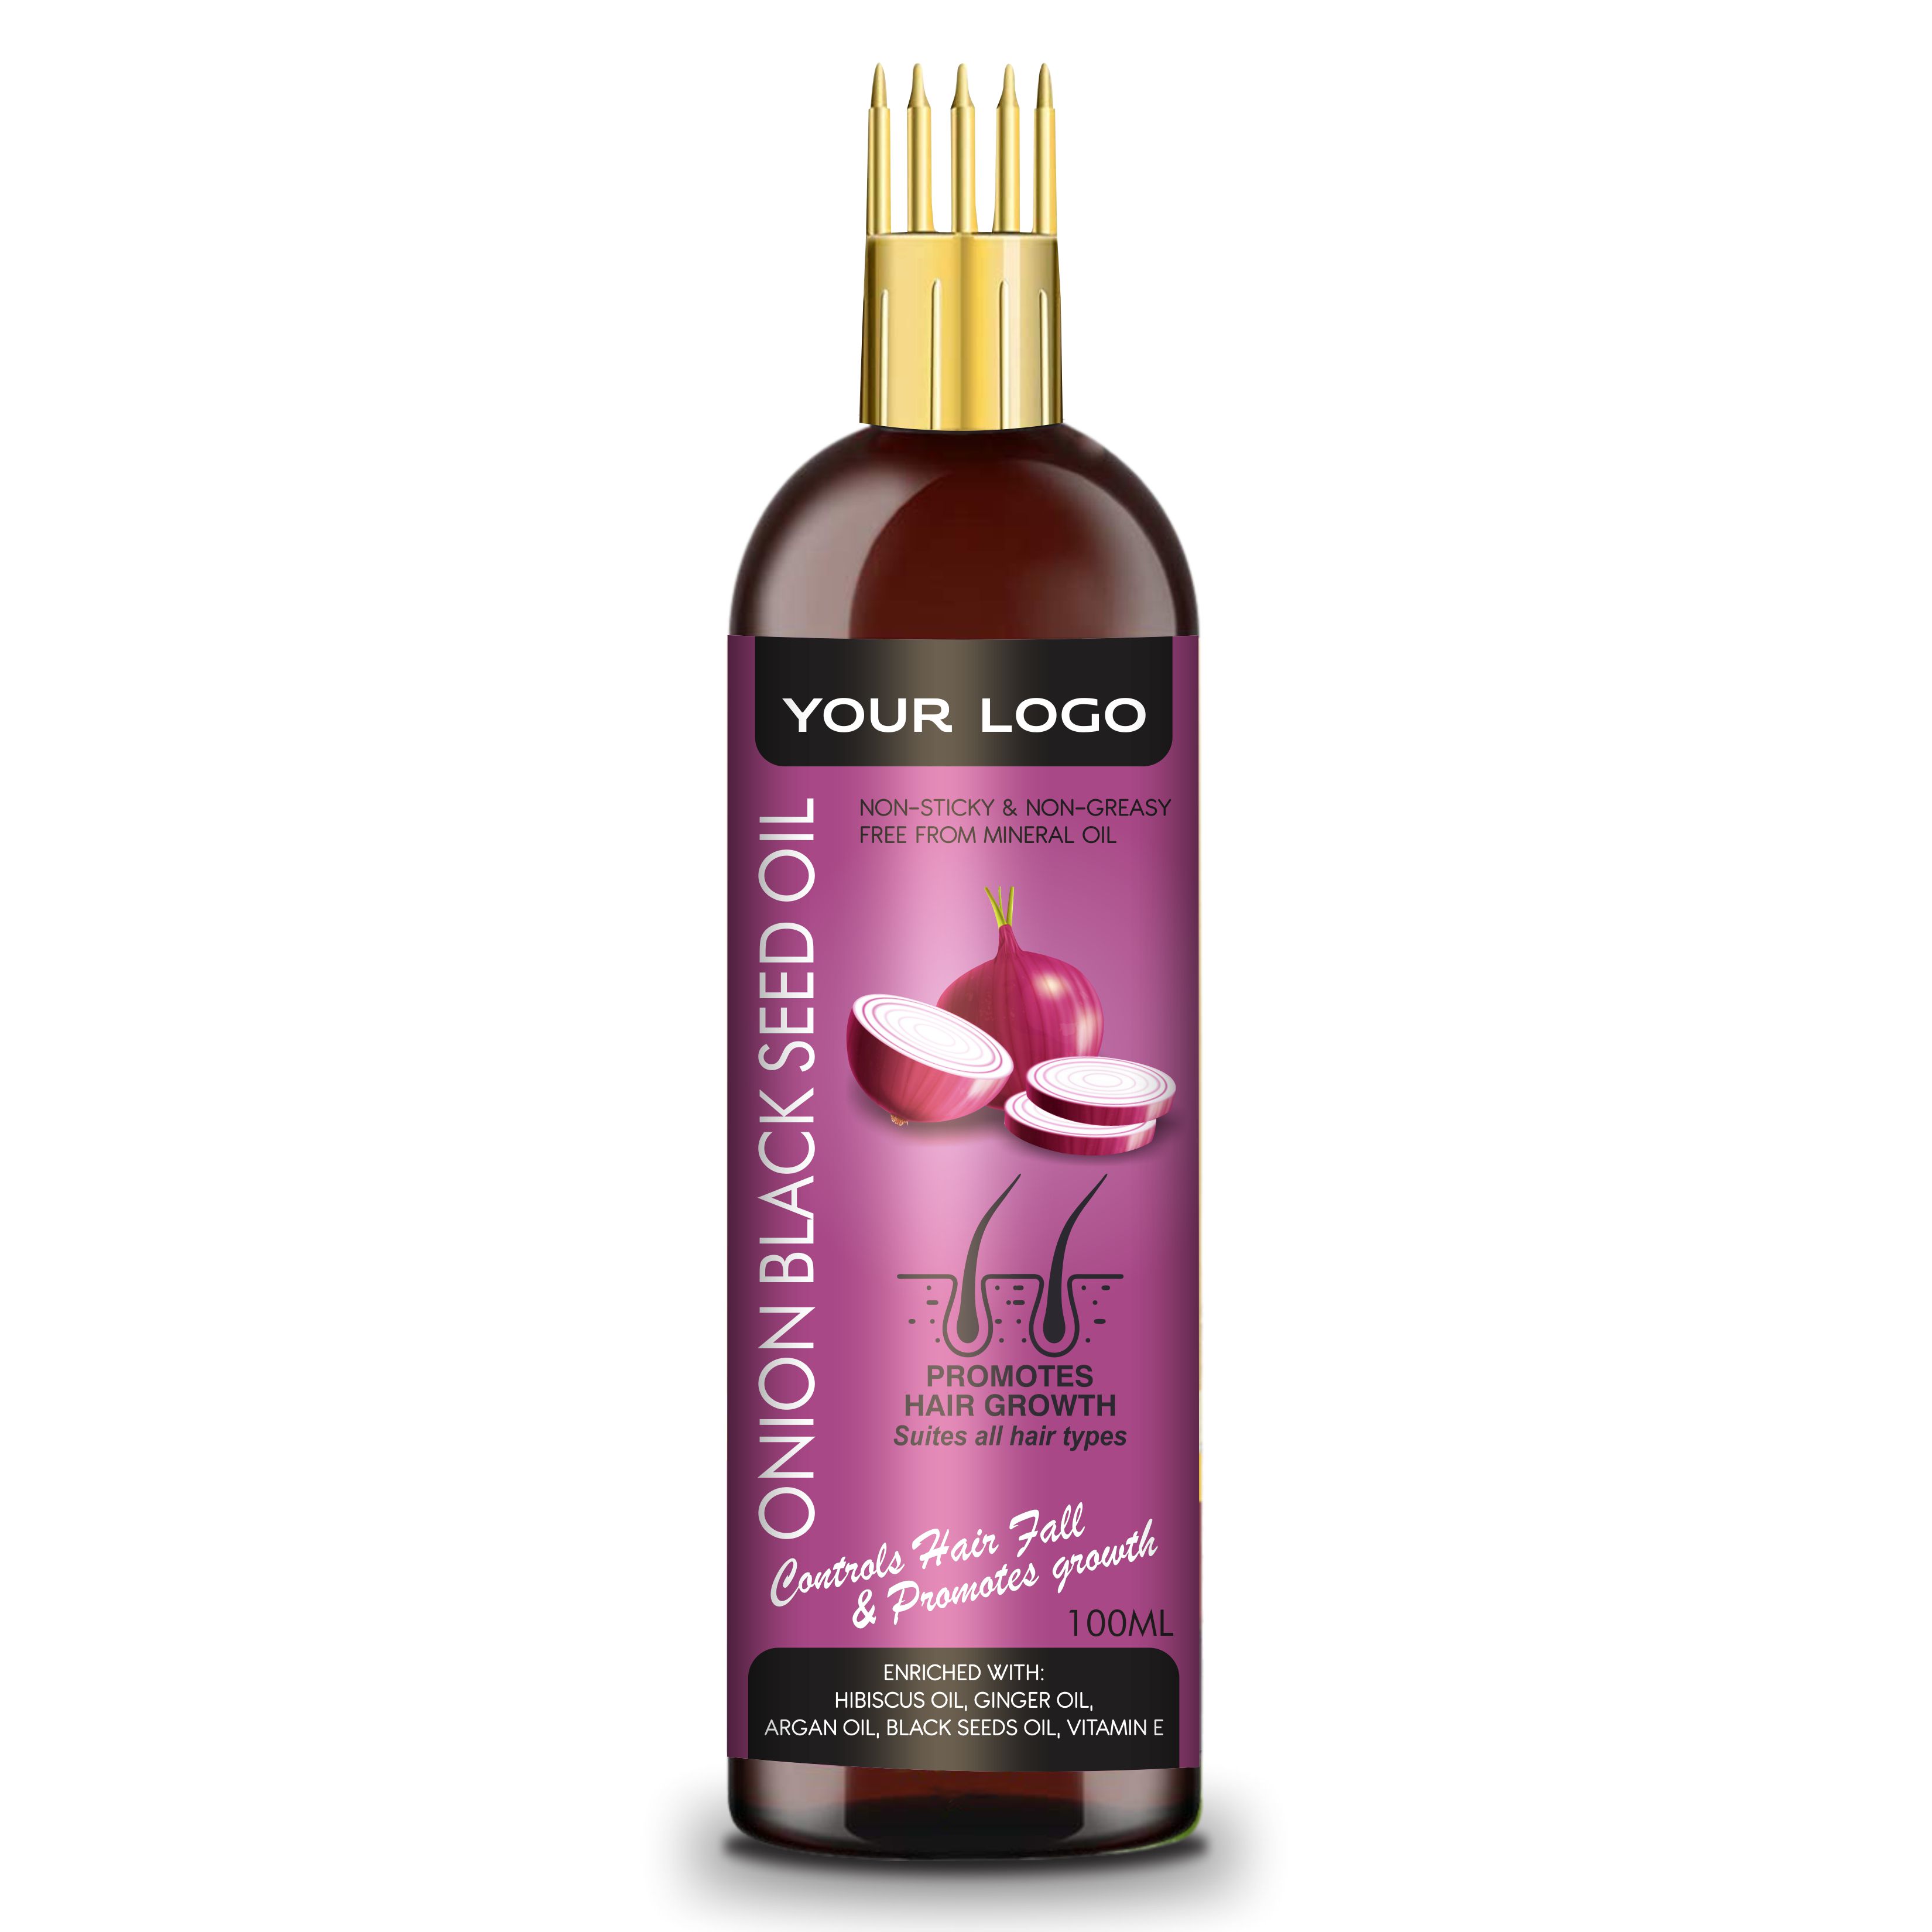 YOUR LOGO
NON-STICKY & NON-GREASY
FREE FROM MINERAL OIL
ONION BLACK SEED OIL
PROMOTES
HAIR GROWTH
Suites all hair types
Controls Hair Fall
& Promotes growth
100ML
ENRICHED WITH:
HIBISCUS OIL, GINGER OIL,
ARGAN OIL, BLACK SEEDS OIL, VITAMIN E